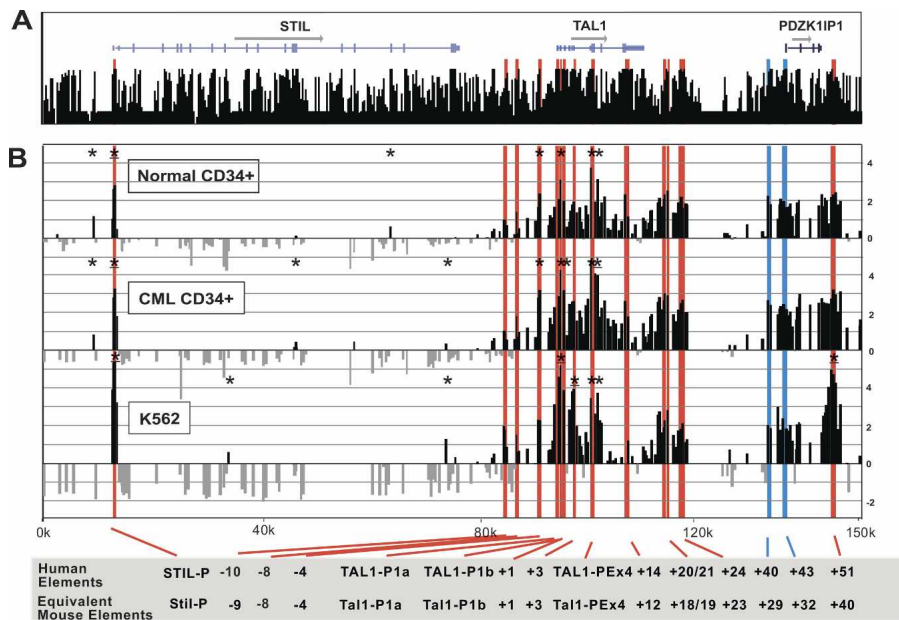 A
STIL
TAL1
PDZK1IP1
B
* * * * * * *
Normal CD34+
4
2
0
* * * * * * * * *
CML CD34+
4
2
0
* * * * * * * *
K562
4
2
0
-2
0k 40k 80k 120k 150k
Human Elements STIL-P -10 -8 -4 TAL1-P1a TAL1-P1b +1 +3 TAL1-PEx4 +14 +20/21 +24 +40 +43 +51
Equivalent Mouse Elements Stil-P -9 -8 -4 Tal1-P1a Tal1-P1b +1 +3 Tal1-PEx4 +12 +18/19 +23 +29 +32 +40